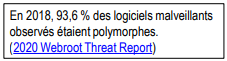 En 2018, 93,6 % des logiciels malveillants
observés étaient polymorphes.
(2020 Webroot Threat Report)